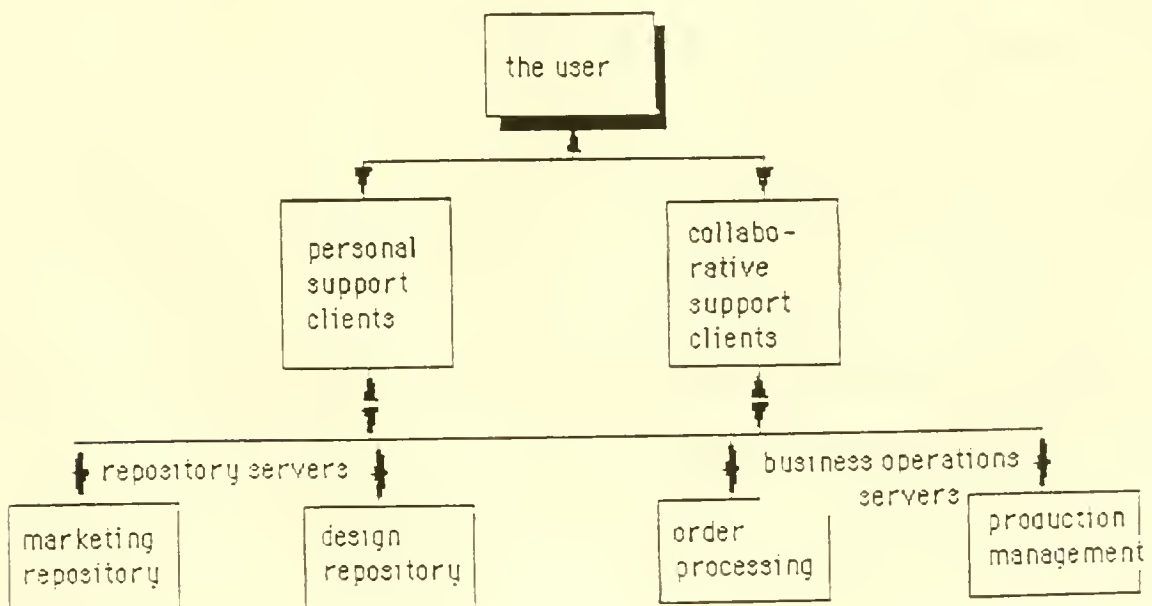 the user
personal
support
clients
collabo-
rative
support
clients
repository servers
business operations
servers
marketing
repository
design
repository
order
processing
production
management